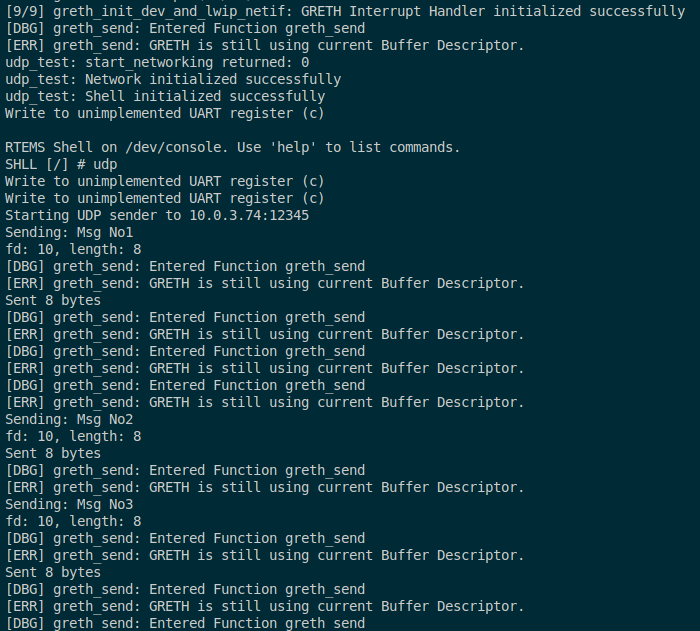 [9/9] greth_init_dev_and_lwip_netif: GRETH Interrupt Handler initialized successfully
[DBG] greth_send: Entered Function greth_send
[ERR] greth_send: GRETH is still using current Buffer Descriptor.
udp_test: start_networking returned: 0
udp_test: Network initialized successfully
udp_test: Shell initialized successfully
Write to unimplemented UART register (c)
RTEMS Shell on /dev/console. Use 'help' to list commands.
SHLL [/] # udp
Write to unimplemented UART register (c)
Write to unimplemented UART register (c)
Starting UDP sender to 10.0.3.74:12345
Sending: Msg No1
fd: 10, length: 8
[DBG] greth_send: Entered Function greth_send
[ERR] greth_send: GRETH is still using current Buffer Descriptor.
Sent 8 bytes
[DBG] greth_send: Entered Function greth_send
[ERR] greth_send: GRETH is still using current Buffer Descriptor.
[DBG] greth_send: Entered Function greth_send
[ERR] greth_send: GRETH is still using current Buffer Descriptor.
[DBG] greth_send: Entered Function greth_send
[ERR] greth_send: GRETH is still using current Buffer Descriptor.
Sending: Msg No2
fd: 10, length: 8
Sent 8 bytes
[DBG] greth_send: Entered Function greth_send
[ERR] greth_send: GRETH is still using current Buffer Descriptor.
Sending: Msg No3
fd: 10, length: 8
[DBG] greth_send: Entered Function greth_send
[ERR] greth_send: GRETH is still using current Buffer Descriptor.
Sent 8 bytes
[DBG] greth_send: Entered Function greth_send
[ERR] greth_send: GRETH is still using current Buffer Descriptor.
[DBG] greth_send: Entered Function greth_send